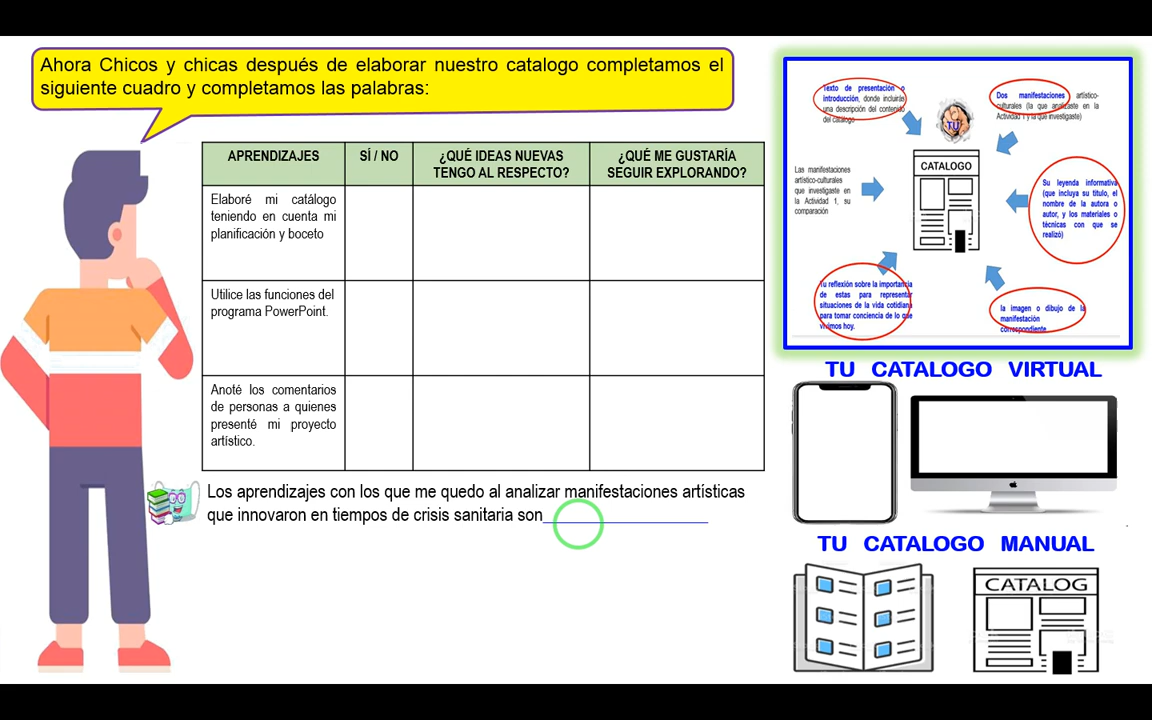 Ahora Chicos y chicas después de elaborar nuestro catalogo completamos el
siguiente cuadro y completamos las palabras:
APRENDIZAJES
SÍ / NO
¿QUÉ IDEAS NUEVAS
TENGO AL RESPECTO?
¿QUÉ ME GUSTARÍA
SEGUIR EXPLORANDO?
Elaboré mi catálogo
teniendo en cuenta mi
planificación y boceto
Utilice las funciones del
programa PowerPoint.
Anoté los comentarios
de personas a quienes
presenté mi proyecto
artístico.
Los aprendizajes con los que me quedo al analizar manifestaciones artísticas
que innovaron en tiempos de crisis sanitaria son
Texto de presentación o
introducción, donde incluirás
una descripción del contenido
del catálogo
TU
Dos manifestaciones artístico-
culturales (la que analizaste en la
Actividad 1 y la que investigaste)
CATALOGO
Las manifestaciones
artístico-culturales
que investigaste en
la Actividad 1, su
comparación
Su leyenda informativa
(que incluya su título, el
nombre de la autora o
autor, y los materiales o
técnicas con que se
realizó)
Tu reflexión sobre la importancia
de estas para representar
situaciones de la vida cotidiana
para tomar conciencia de lo que
vivimos hoy.
la imagen o dibujo de la
manifestación
correspondiente
TU CATALOGO VIRTUAL
TU CATALOGO MANUAL
CATALOG